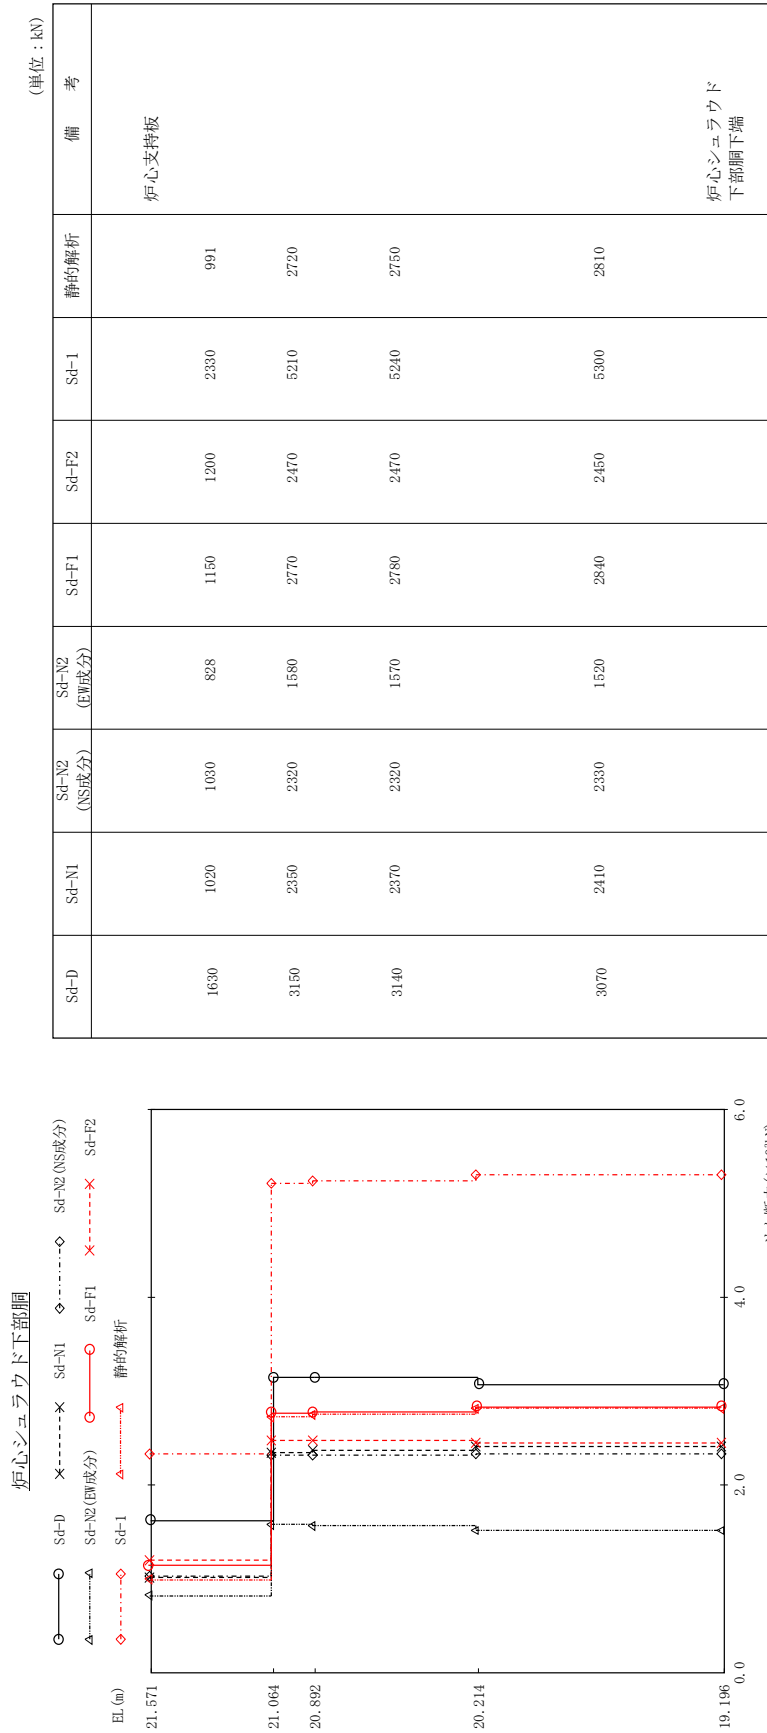 炉心シュラウド下部胴
Sd-D
Sd-N1
Sd-N2(NS成分)
Sd-N2(EW成分)
Sd-F1
Sd-F2
Sd-1
静的解析
EL(m)
21.571
21.064
20.892
20.214
19.196
0.0
2.0
4.0
6.0
(単位：kN)
Sd-D Sd-N1 Sd-N2 (NS成分) Sd-N2 (EW成分) Sd-F1 Sd-F2 Sd-1 静的解析 備 考
炉心支持板
1630 1020 1030 828 1150 1200 2330 991
3150 2350 2320 1580 2770 2470 5210 2720
3140 2370 2320 1570 2780 2470 5240 2750
3070 2410 2330 1520 2840 2450 5300 2810
炉心シュラウド
下部胴下端